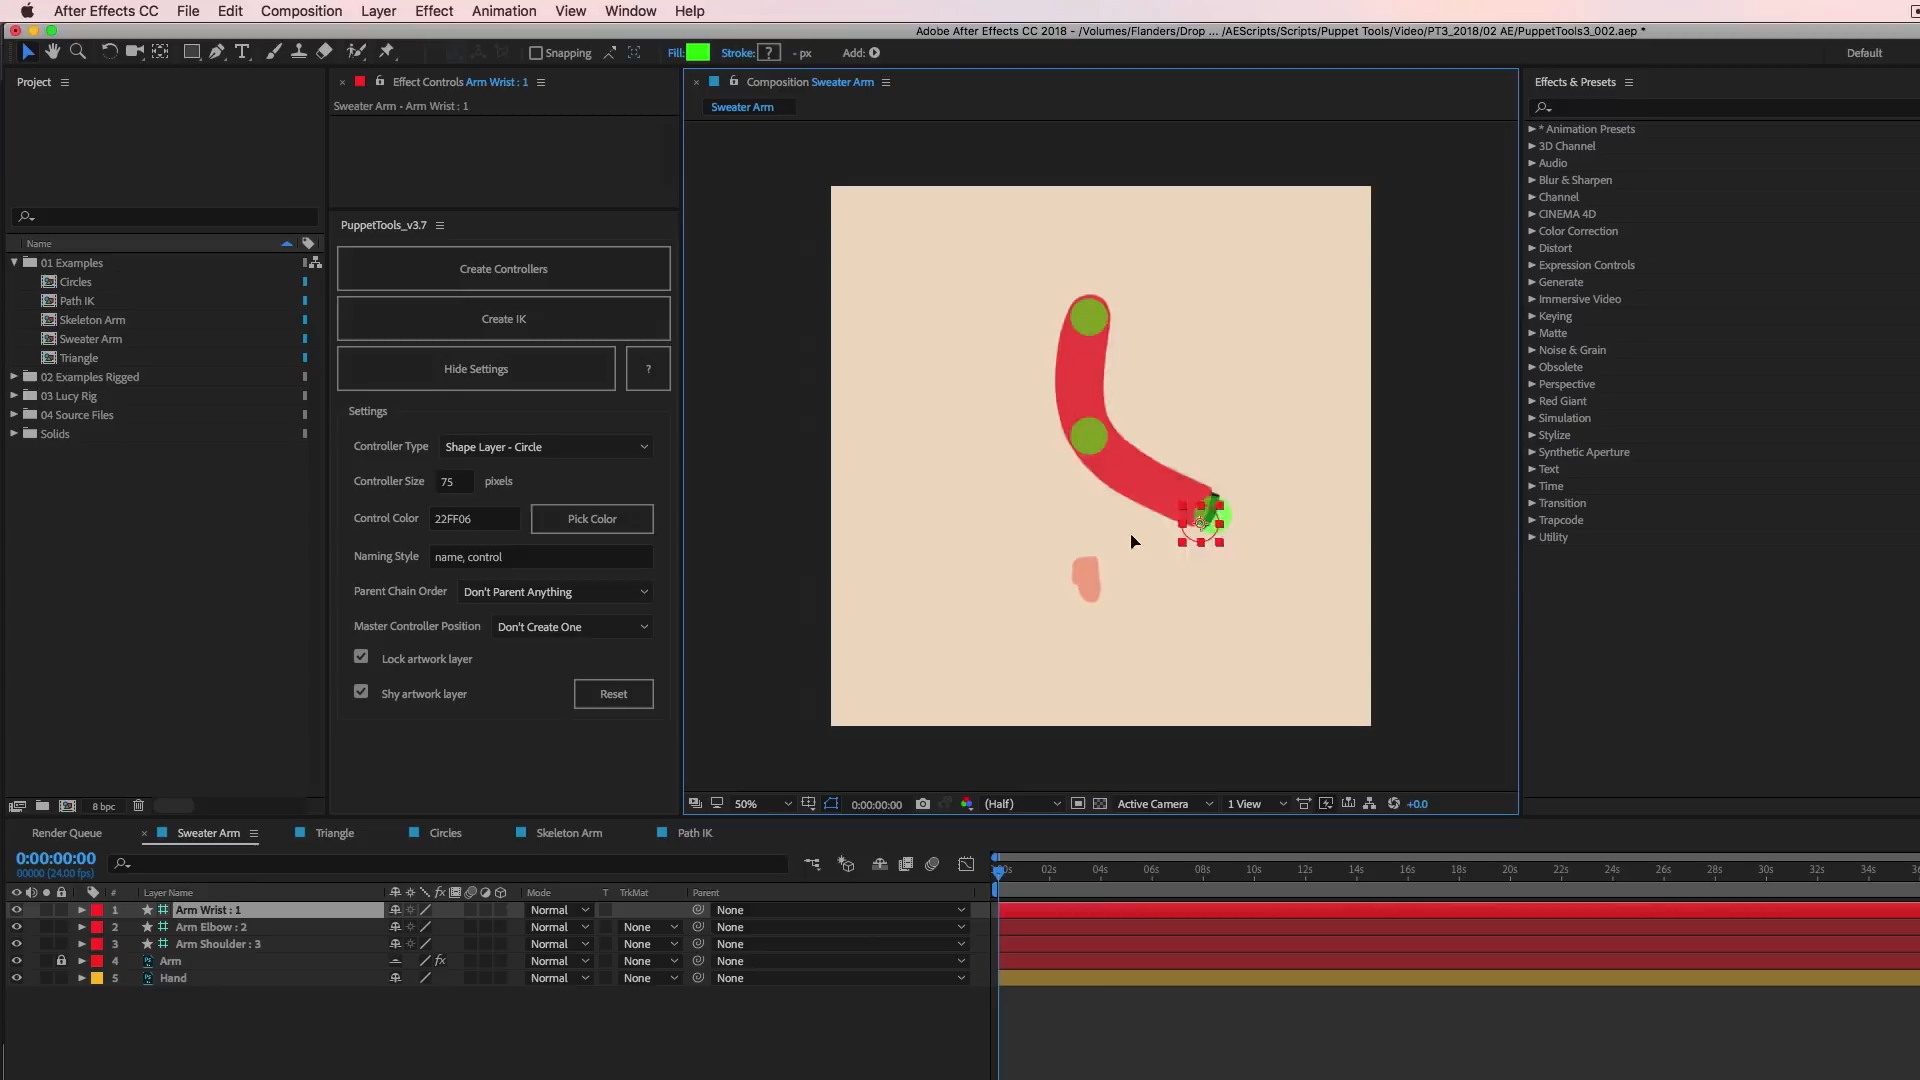 After Effects CC File Edit Composition Layer Effect Animation View Window Help
Adobe After Effects CC 2018 - /Volumes/Flanders/Drop ... /AEScripts/Scripts/Puppet Tools/Video/PT3_2018/02 AE/PuppetTools3_002.aep *
Snapping Fill: Stroke: ? - px Add: Default
Project
Effect Controls Arm Wrist : 1
Sweater Arm • Arm Wrist : 1
Composition Sweater Arm
Sweater Arm
Effects & Presets
* Animation Presets
3D Channel
Audio
Blur & Sharpen
Channel
CINEMA 4D
Color Correction
Distort
Expression Controls
Generate
Immersive Video
Keying
Matte
Noise & Grain
Obsolete
Perspective
Red Giant
Simulation
Stylize
Synthetic Aperture
Text
Time
Transition
Trapcode
Utility
Name
01 Examples
Circles
Path IK
Skeleton Arm
Sweater Arm
Triangle
02 Examples Rigged
03 Lucy Rig
04 Source Files
Solids
8 bpc
PuppetTools_v3.7
Create Controllers
Create IK
Hide Settings ?
Settings
Controller Type Shape Layer - Circle
Controller Size 75 pixels
Control Color 22FF06 Pick Color
Naming Style name, control
Parent Chain Order Don't Parent Anything
Master Controller Position Don't Create One
Lock artwork layer
Shy artwork layer Reset
50% 0:00:00:00 (Half) Active Camera 1 View +0.0
Render Queue Sweater Arm Triangle Circles Skeleton Arm Path IK
0:00:00:00
00000 (24.00 fps)
02s 04s 06s 08s 10s 12s 14s 16s 18s 20s 22s 24s 26s 28s 30s 32s 34s
# Layer Name fx Mode T TrkMat Parent
1 Arm Wrist : 1 Normal None
2 Arm Elbow : 2 Normal None None
3 Arm Shoulder : 3 Normal None None
4 Arm fx Normal None None
5 Hand Normal None None